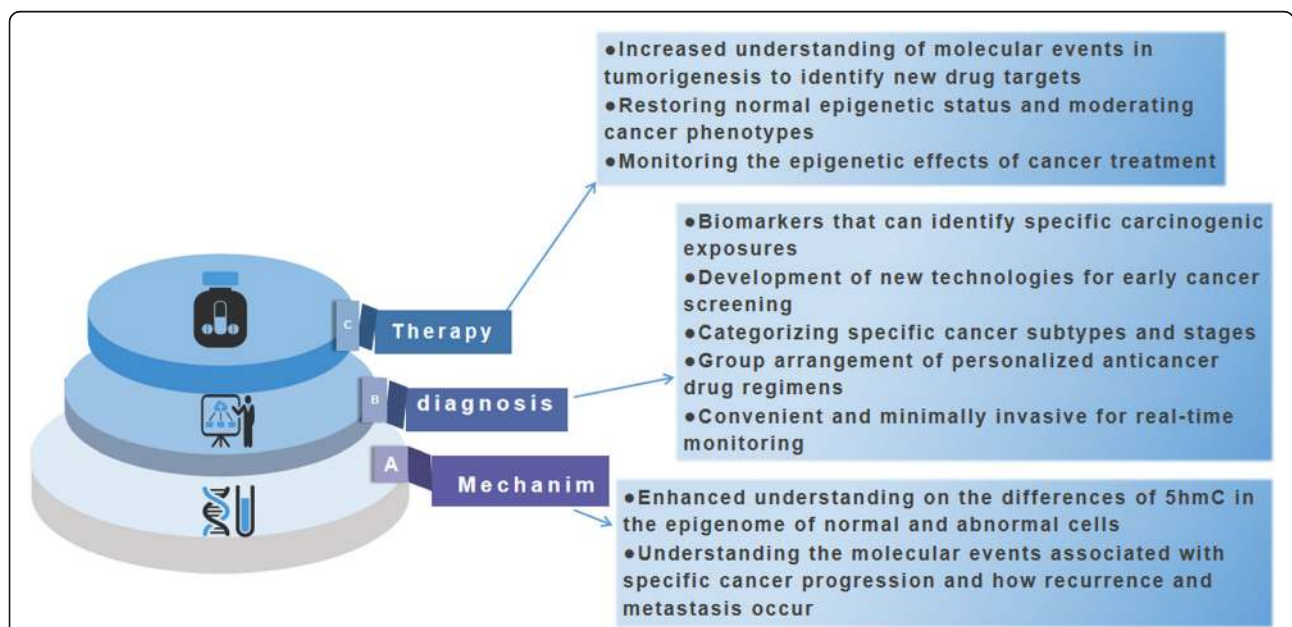 ●Increased understanding of molecular events in
tumorigenesis to identify new drug targets
●Restoring normal epigenetic status and moderating
cancer phenotypes
●Monitoring the epigenetic effects of cancer treatment
C
Therapy
●Biomarkers that can identify specific carcinogenic
exposures
●Development of new technologies for early cancer
screening
●Categorizing specific cancer subtypes and stages
●Group arrangement of personalized anticancer
drug regimens
●Convenient and minimally invasive for real-time
monitoring
B
diagnosis
A
Mechanim
●Enhanced understanding on the differences of 5hmC in
the epigenome of normal and abnormal cells
●Understanding the molecular events associated with
specific cancer progression and how recurrence and
metastasis occur